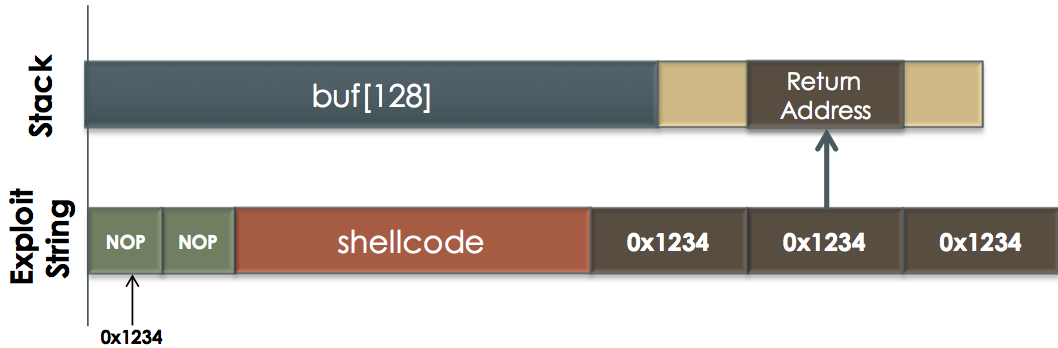 Stack
buf[128]
Return
Address
Exploit
String
NOP
NOP
shellcode
0x1234
0x1234
0x1234
0x1234